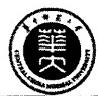 華中師範大學
CENTRAL CHINA NORMAL UNIVERSITY